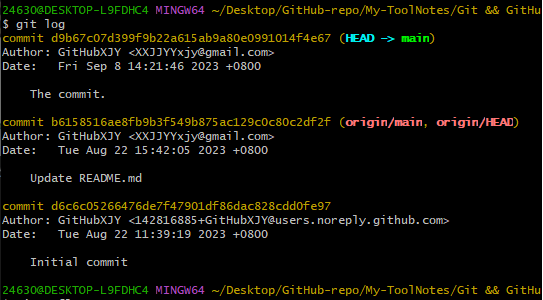 24630@DESKTOP-L9FDHC4 MINGW64 ~/Desktop/GitHub-repo/My-ToolNotes/Git && GitHu
$ git log
commit d9b67c07d399f9b22a615ab9a80e0991014f4e67 (HEAD -> main)
Author: GitHubXJY <XXJJYYxjy@gmail.com>
Date:   Fri Sep 8 14:21:46 2023 +0800

    The commit.

commit b6158516ae8fb9b3f549b875ac129c0c80c2df2f (origin/main, origin/HEAD)
Author: GitHubXJY <XXJJYYxjy@gmail.com>
Date:   Tue Aug 22 15:42:05 2023 +0800

    Update README.md

commit d6c6c05266476de7f47901df86dac828cdd0fe97
Author: GitHubXJY <142816885+GitHubXJY@users.noreply.github.com>
Date:   Tue Aug 22 11:39:19 2023 +0800

    Initial commit

24630@DESKTOP-L9FDHC4 MINGW64 ~/Desktop/GitHub-repo/My-ToolNotes/Git && GitHu